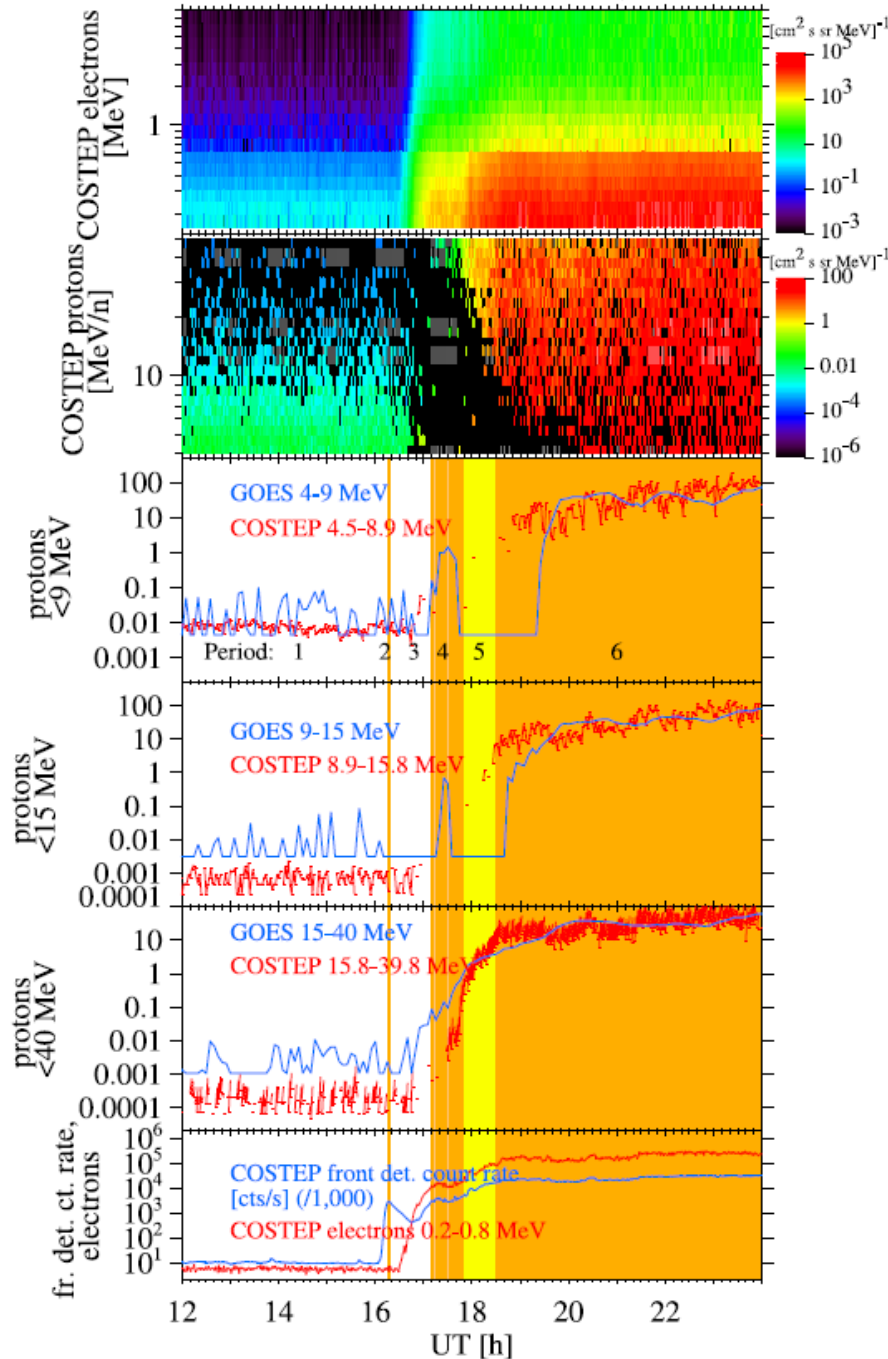 COSTEP electrons
[MeV]
1
[cm² s sr MeV]⁻¹
10⁵
10³
10
10⁻¹
10⁻³
COSTEP protons
[MeV/n]
10
[cm² s sr MeV]⁻¹
100
1
0.01
10⁻⁴
10⁻⁶
protons
<9 MeV
100
10
1
0.1
0.01
0.001
GOES 4-9 MeV
COSTEP 4.5-8.9 MeV
Period: 1 2 3 4 5 6
protons
<15 MeV
100
10
1
0.1
0.01
0.001
0.0001
GOES 9-15 MeV
COSTEP 8.9-15.8 MeV
protons
<40 MeV
10
1
0.1
0.01
0.001
0.0001
GOES 15-40 MeV
COSTEP 15.8-39.8 MeV
fr. det. ct. rate,
electrons
10⁶
10⁵
10⁴
10³
10²
10¹
COSTEP front det. count rate
[cts/s] (/1,000)
COSTEP electrons 0.2-0.8 MeV
12 14 16 18 20 22
UT [h]